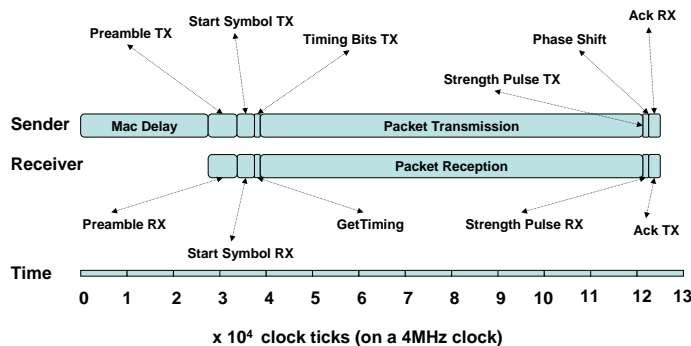 Ack RX
Start Symbol TX
Preamble TX
Timing Bits TX
Phase Shift
Strength Pulse TX
Sender
Mac Delay
Packet Transmission
Receiver
Packet Reception
Preamble RX
GetTiming
Strength Pulse RX
Ack TX
Start Symbol RX
Time
0 1 2 3 4 5 6 7 8 9 10 11 12 13
x 10⁴ clock ticks (on a 4MHz clock)